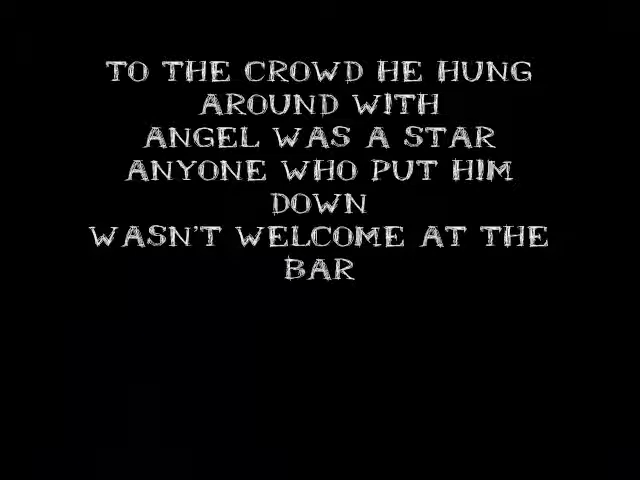 TO THE CROWD HE HUNG
AROUND WITH
ANGEL WAS A STAR
ANYONE WHO PUT HIM
DOWN
WASN'T WELCOME AT THE
BAR